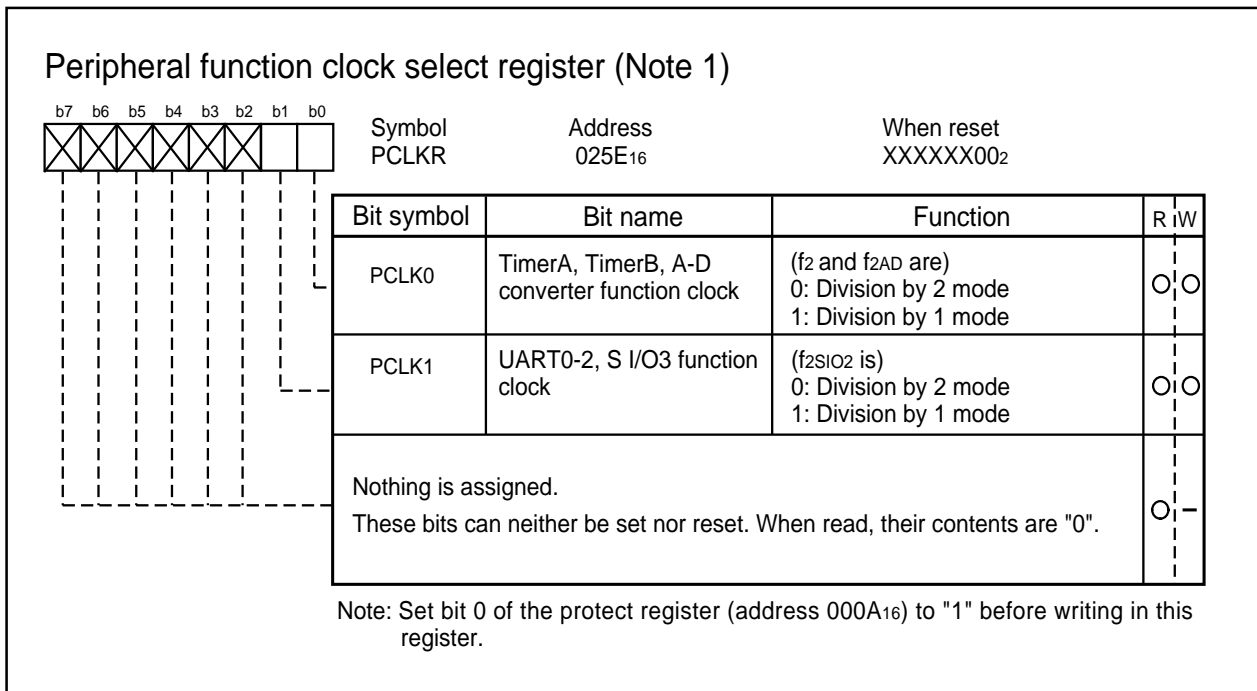 Peripheral function clock select register (Note 1)
b7 b6 b5 b4 b3 b2 b1 b0
Symbol Address When reset
PCLKR 025E16 XXXXXX002
Bit symbol Bit name Function R W
PCLK0 TimerA, TimerB, A-D (f2 and f2AD are)
converter function clock 0: Division by 2 mode
1: Division by 1 mode
PCLK1 UART0-2, S I/O3 function (f2SIO2 is)
clock 0: Division by 2 mode
1: Division by 1 mode
Nothing is assigned.
These bits can neither be set nor reset. When read, their contents are "0". –
Note: Set bit 0 of the protect register (address 000A16) to "1" before writing in this
register.